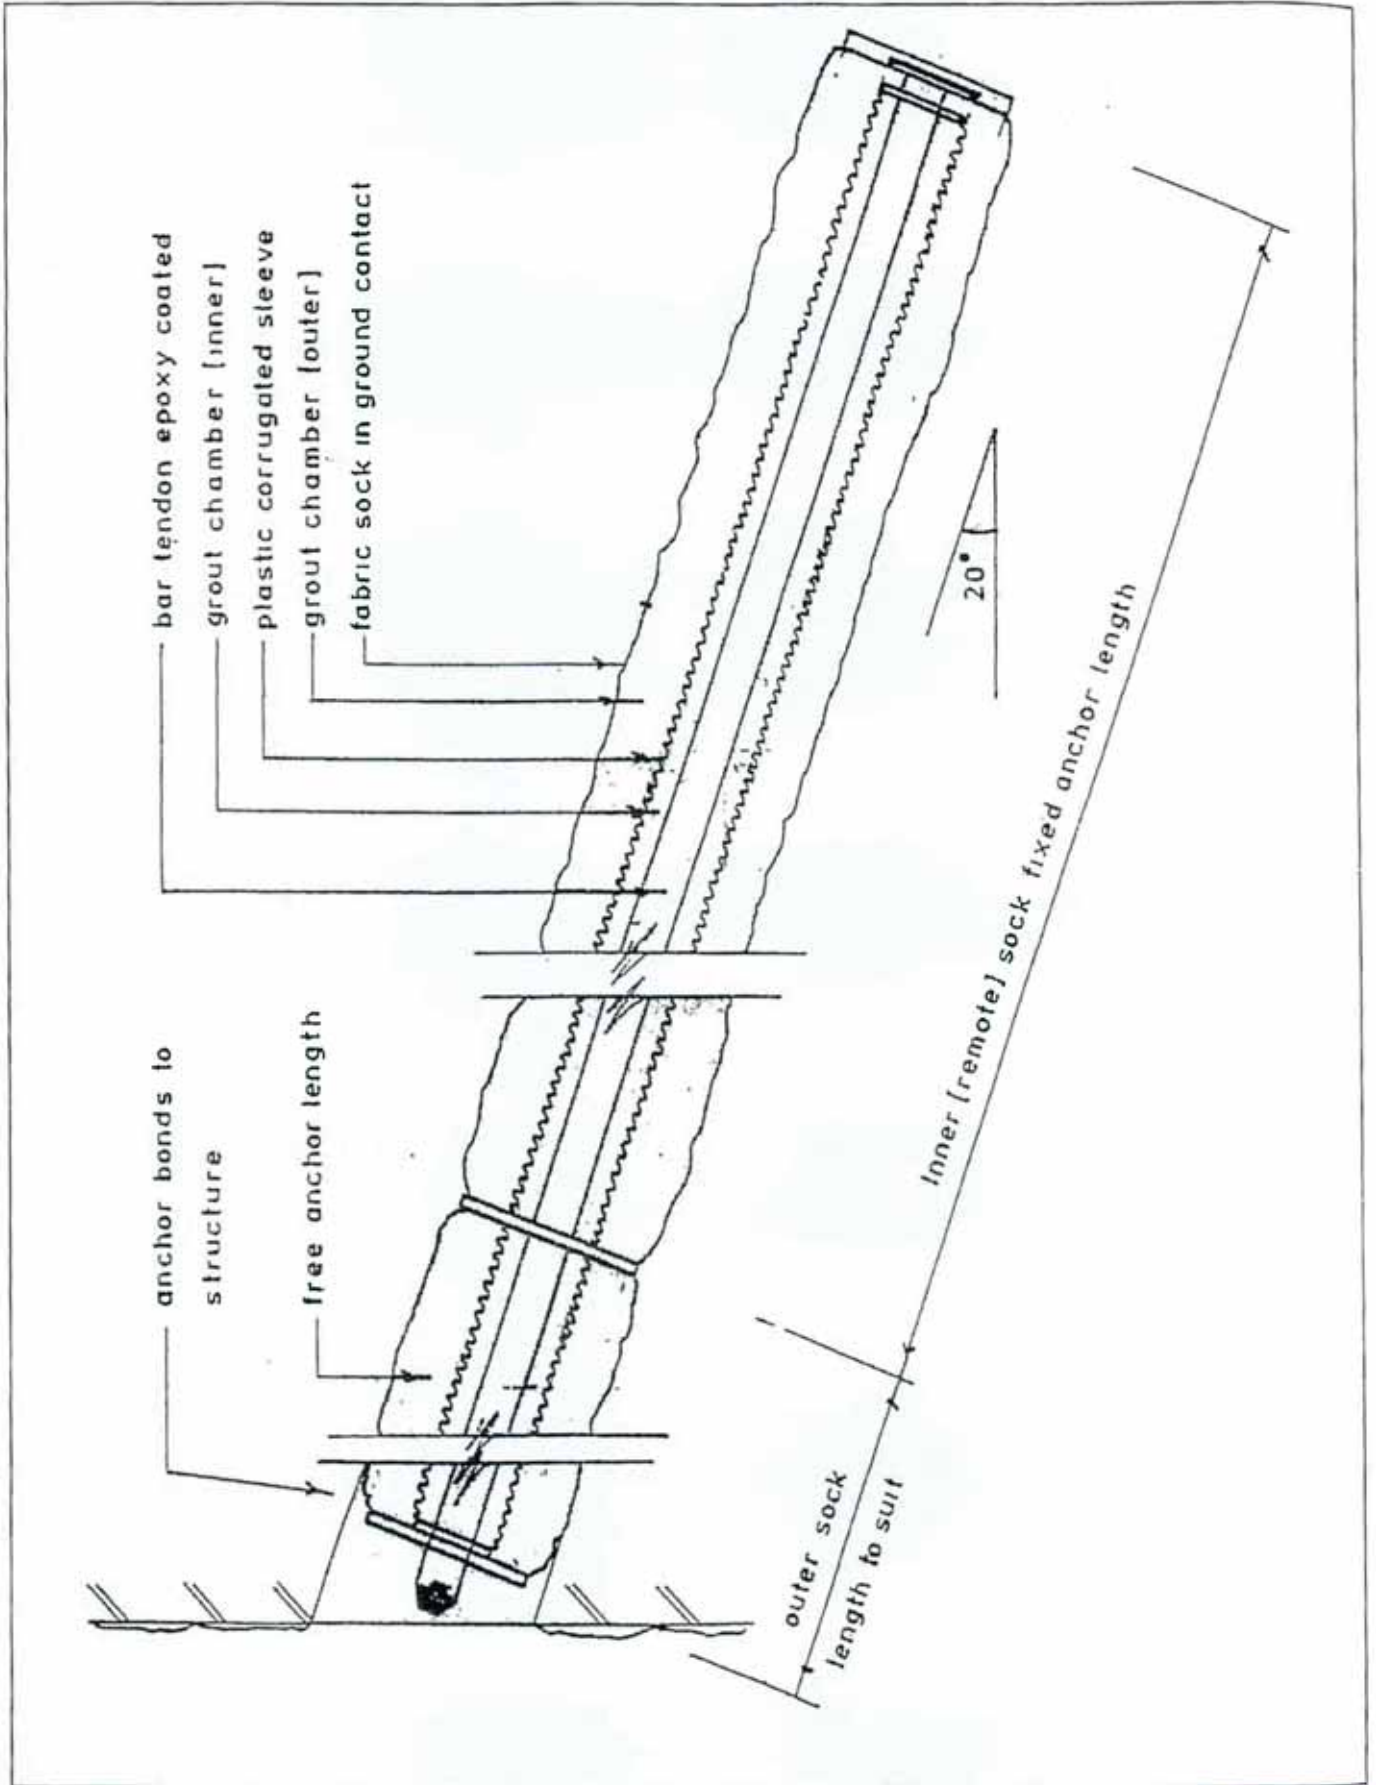 anchor bonds to
structure
free anchor length
bar tendon epoxy coated
grout chamber [inner]
plastic corrugated sleeve
grout chamber [outer]
fabric sock in ground contact
20°
outer sock
length to suit
Inner [remote] sock fixed anchor length